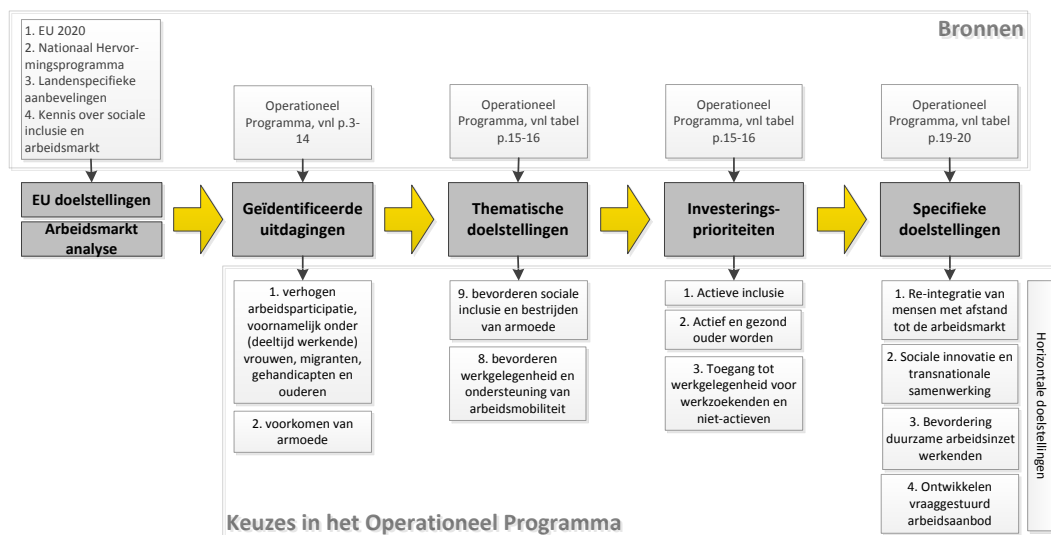 Bronnen
1. EU 2020
2. Nationaal Hervor-
mingsprogramma
3. Landenspecifieke
aanbevelingen
4. Kennis over sociale
inclusie en
arbeidsmarkt
Operationeel
Programma, vnl p.3-
14
Operationeel
Programma, vnl tabel
p.15-16
Operationeel
Programma, vnl tabel
p.15-16
Operationeel
Programma, vnl tabel
p.19-20
EU doelstellingen
Arbeidsmarkt
analyse
Geïdentificeerde
uitdagingen
Thematische
doelstellingen
Investerings-
prioriteiten
Specifieke
doelstellingen
1. verhogen
arbeidsparticipatie,
voornamelijk onder
(deeltijd werkende)
vrouwen, migranten,
gehandicapten en
ouderen
2. voorkomen van
armoede
9. bevorderen sociale
inclusie en bestrijden
van armoede
8. bevorderen
werkgelegenheid en
ondersteuning van
arbeidsmobiliteit
1. Actieve inclusie
2. Actief en gezond
ouder worden
3. Toegang tot
werkgelegenheid voor
werkzoekenden en
niet-actieven
1. Re-integratie van
mensen met afstand
tot de arbeidsmarkt
2. Sociale innovatie en
transnationale
samenwerking
3. Bevordering
duurzame arbeidsinzet
werkenden
4. Ontwikkelen
vraaggestuurd
arbeidsaanbod
Horizontale doelstellingen
Keuzes in het Operationeel Programma